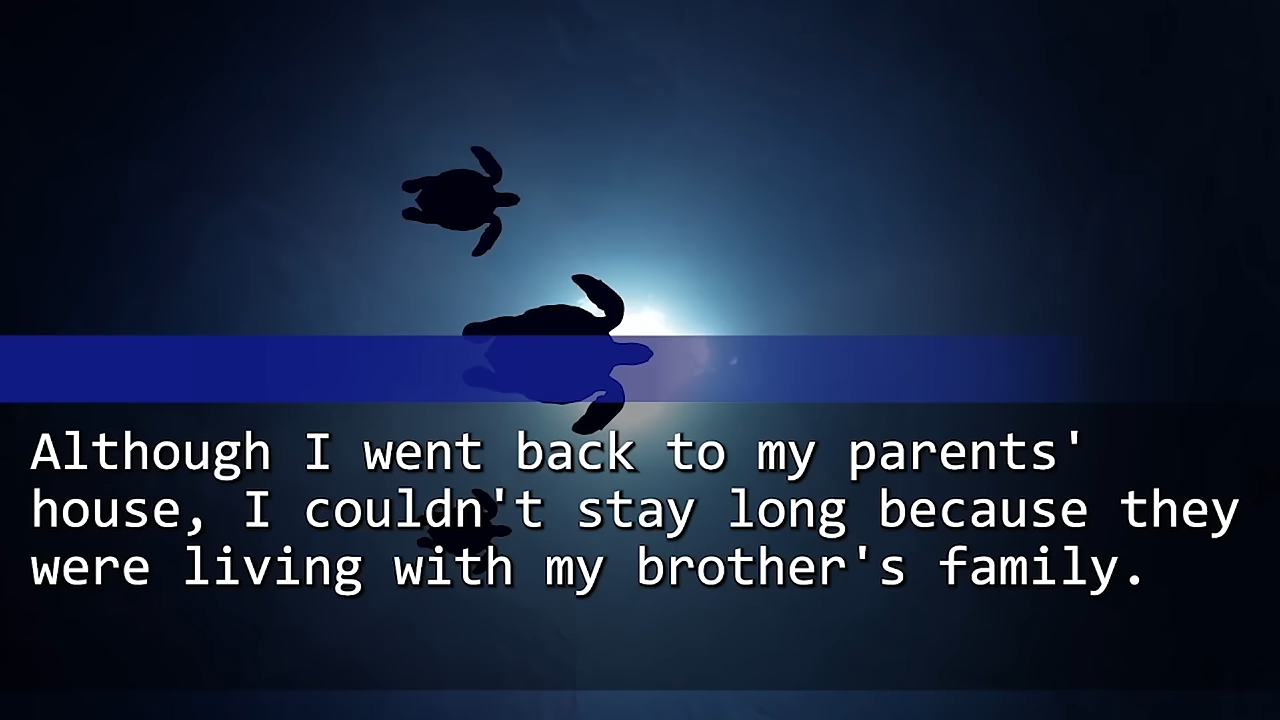 Although I went back to my parents'
house, I couldn't stay long because they
were living with my brother's family.